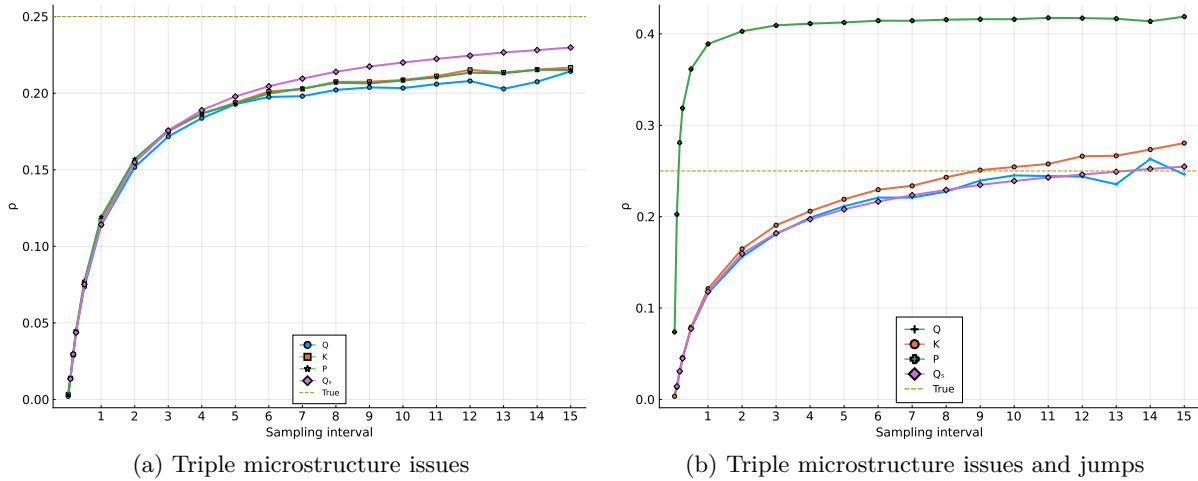 0.25
0.20
0.15
0.10
0.05
0.00
ρ
1 2 3 4 5 6 7 8 9 10 11 12 13 14 15
Sampling interval
Q
K
P
Qₛ
True
(a) Triple microstructure issues
0.4
0.3
0.2
0.1
0.0
ρ
1 2 3 4 5 6 7 8 9 10 11 12 13 14 15
Sampling interval
Q
K
P
Qₛ
True
(b) Triple microstructure issues and jumps